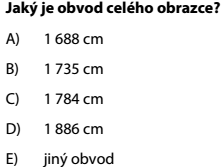 Jaký je obvod celého obrazce?
A) 1 688 cm
B) 1 735 cm
C) 1 784 cm
D) 1 886 cm
E) jiný obvod